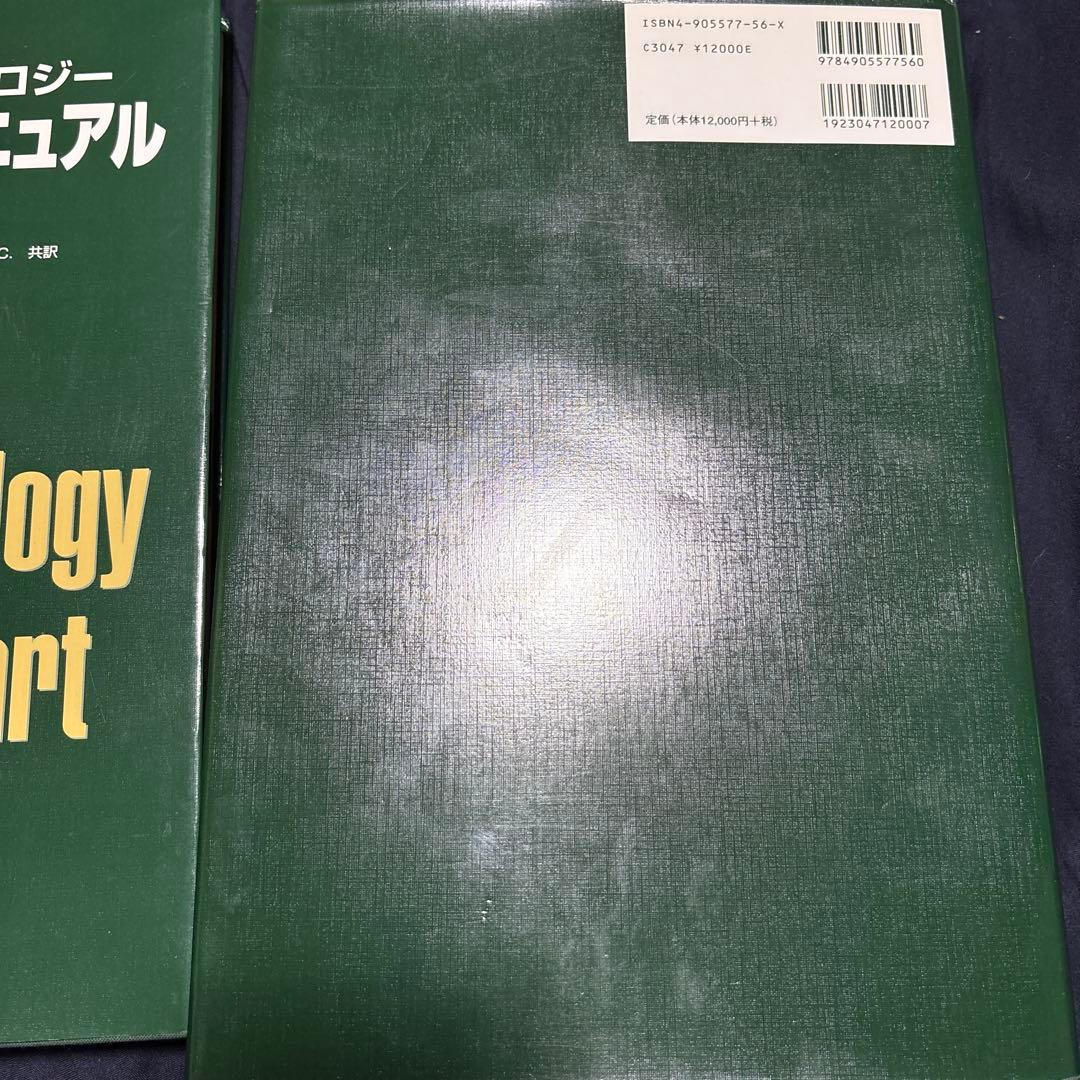 ロジー
ニュアル
C. 共訳
logy
art
ISBN4-905577-56-X
C3047 ¥12000E
9784905577560
定価(本体12,000円+税)
1923047120007